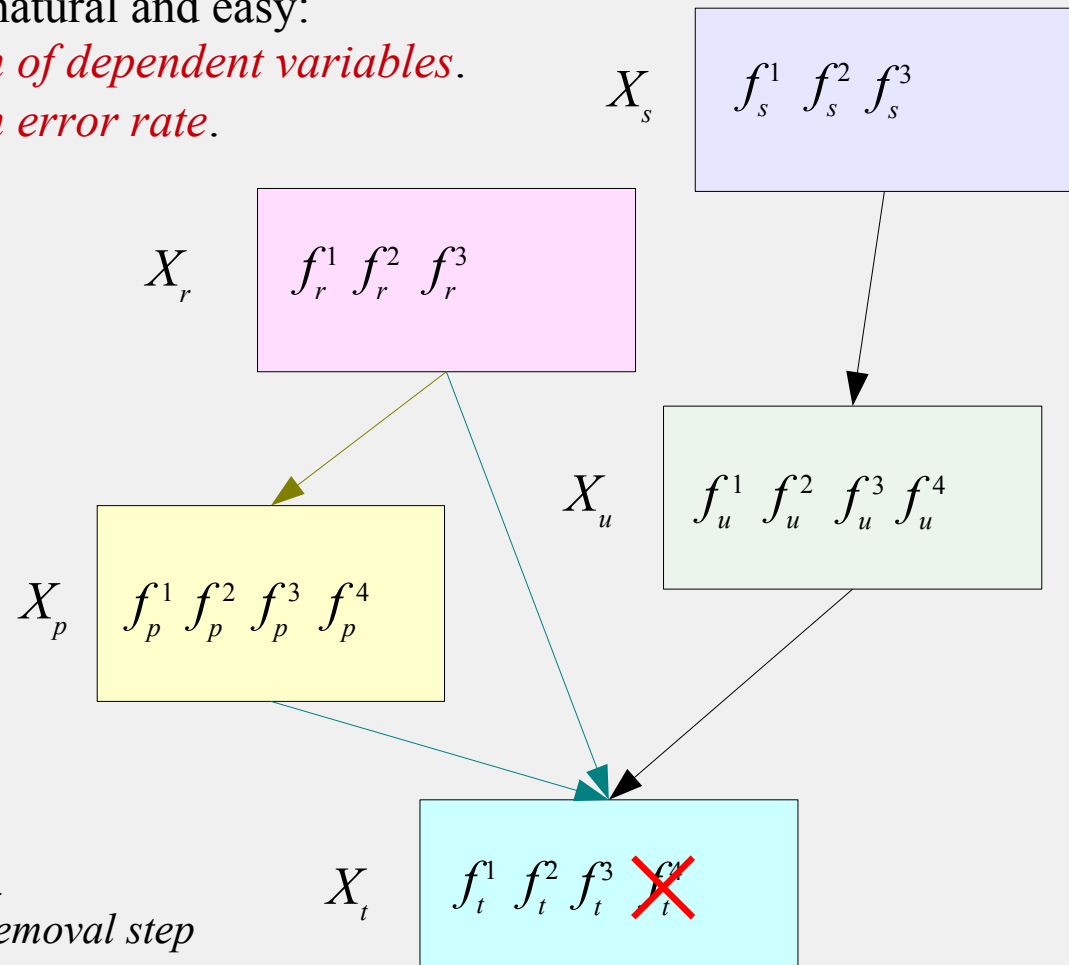 natural and easy:
n of dependent variables.
n error rate.
X_s f_s^1 f_s^2 f_s^3
X_r f_r^1 f_r^2 f_r^3
X_u f_u^1 f_u^2 f_u^3 f_u^4
X_p f_p^1 f_p^2 f_p^3 f_p^4
X_t f_t^1 f_t^2 f_t^3 f_t^4
emoval step